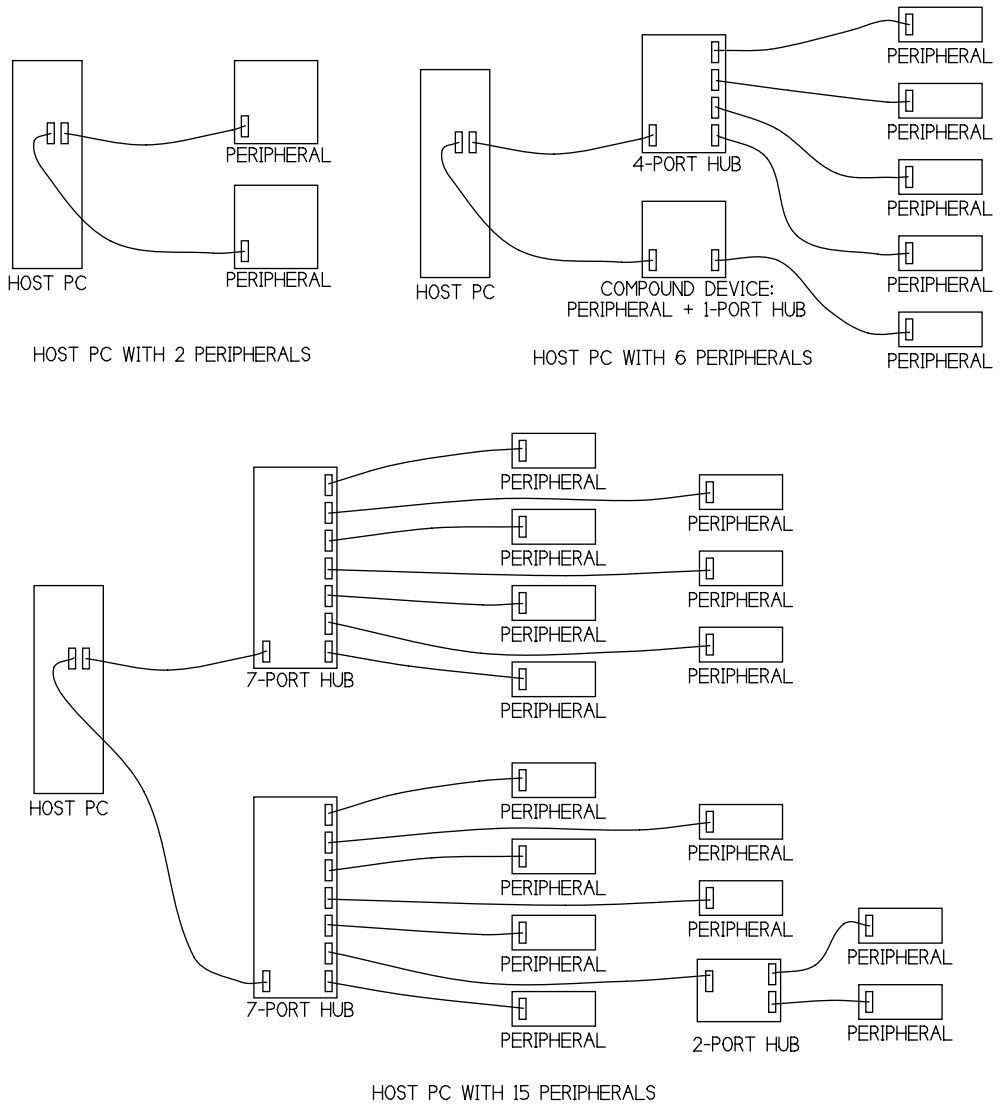 PERIPHERAL
PERIPHERAL
HOST PC
HOST PC WITH 2 PERIPHERALS
PERIPHERAL
PERIPHERAL
4-PORT HUB
PERIPHERAL
PERIPHERAL
HOST PC
COMPOUND DEVICE:
PERIPHERAL + 1-PORT HUB
PERIPHERAL
HOST PC WITH 6 PERIPHERALS
PERIPHERAL
PERIPHERAL
PERIPHERAL
PERIPHERAL
PERIPHERAL
PERIPHERAL
7-PORT HUB
PERIPHERAL
HOST PC
PERIPHERAL
PERIPHERAL
PERIPHERAL
PERIPHERAL
PERIPHERAL
PERIPHERAL
PERIPHERAL
7-PORT HUB
PERIPHERAL
2-PORT HUB
PERIPHERAL
HOST PC WITH 15 PERIPHERALS